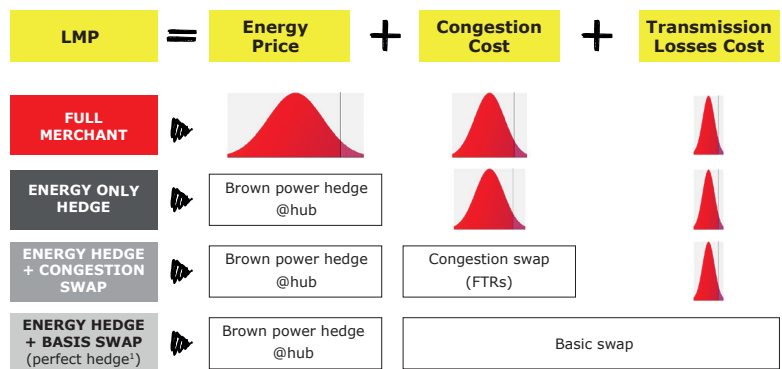 LMP = Energy Price + Congestion Cost + Transmission Losses Cost
FULL
MERCHANT
ENERGY ONLY
HEDGE
Brown power hedge
@hub
ENERGY HEDGE
+ CONGESTION
SWAP
Brown power hedge
@hub
Congestion swap
(FTRs)
ENERGY HEDGE
+ BASIS SWAP
(perfect hedge¹)
Brown power hedge
@hub
Basic swap